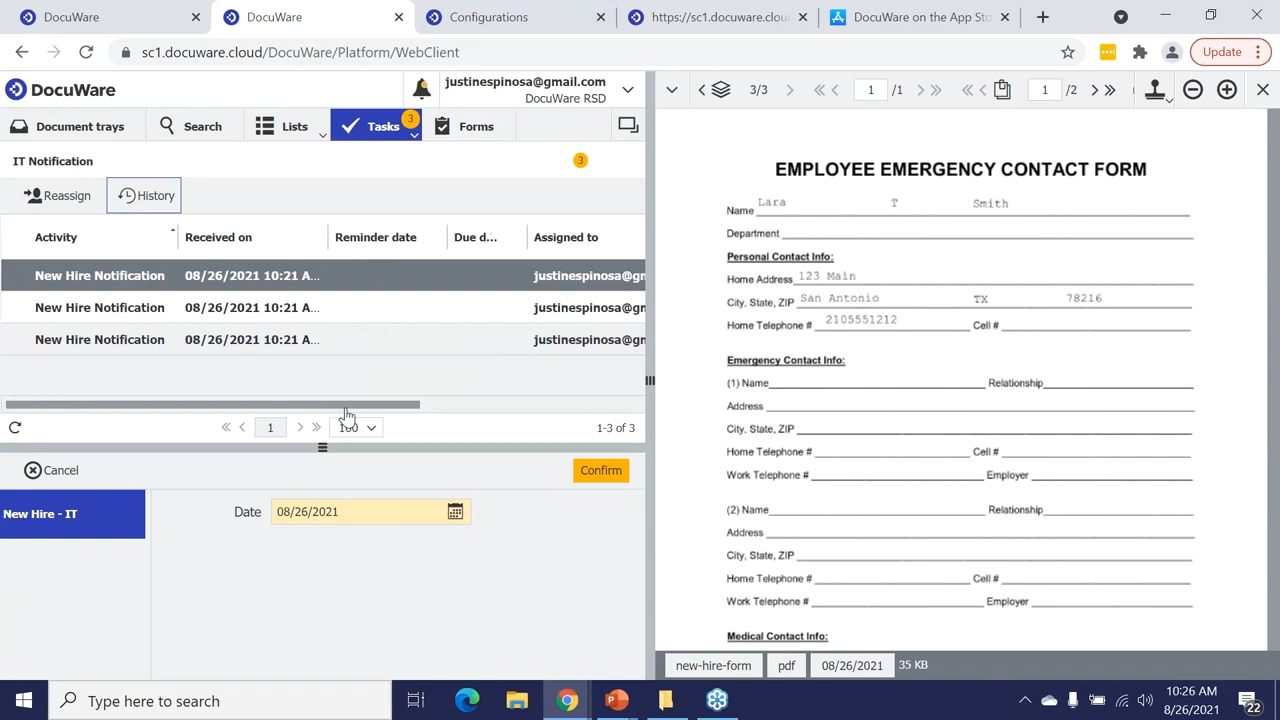 DocuWare
DocuWare
Configurations
https://sc1.docuware.clou
DocuWare on the App Sto
sc1.docuware.cloud/DocuWare/Platform/WebClient
Update
DocuWare
justinespinosa@gmail.com
DocuWare RSD
Document trays
Search
Lists
Tasks
3
Forms
IT Notification
3
Reassign
History
Activity
Received on
Reminder date
Due d...
Assigned to
New Hire Notification 08/26/2021 10:21 A... justinespinosa@gm
New Hire Notification 08/26/2021 10:21 A... justinespinosa@gm
New Hire Notification 08/26/2021 10:21 A... justinespinosa@gm
1
100
1-3 of 3
Cancel
Confirm
New Hire - IT
Date 08/26/2021
3/3
1 /1
1 /2
EMPLOYEE EMERGENCY CONTACT FORM
Name Lara T Smith
Department
Personal Contact Info:
Home Address 123 Main
City, State, ZIP San Antonio TX 78216
Home Telephone # 2105551212 Cell #
Emergency Contact Info:
(1) Name Relationship
Address
City, State, ZIP
Home Telephone # Cell #
Work Telephone # Employer
(2) Name Relationship
Address
City, State, ZIP
Home Telephone # Cell #
Work Telephone # Employer
Medical Contact Info:
new-hire-form pdf 08/26/2021 35 KB
Type here to search
10:26 AM
8/26/2021
22